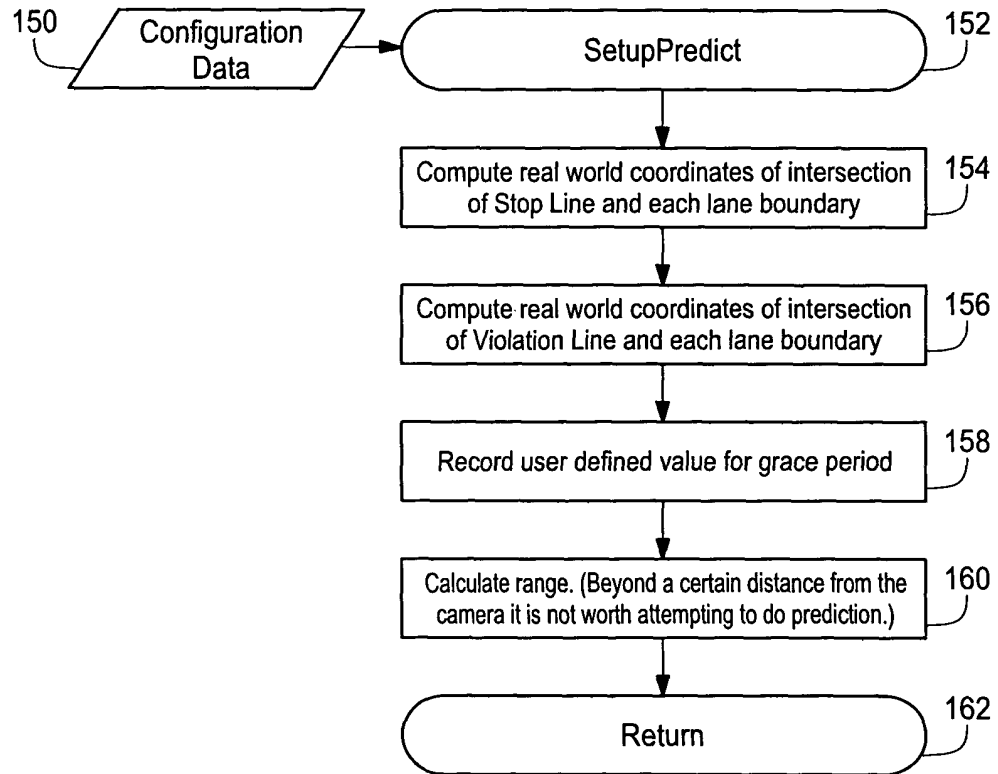 150
Configuration
Data
SetupPredict
152
Compute real world coordinates of intersection
of Stop Line and each lane boundary
154
Compute real world coordinates of intersection
of Violation Line and each lane boundary
156
Record user defined value for grace period
158
Calculate range. (Beyond a certain distance from the
camera it is not worth attempting to do prediction.)
160
Return
162